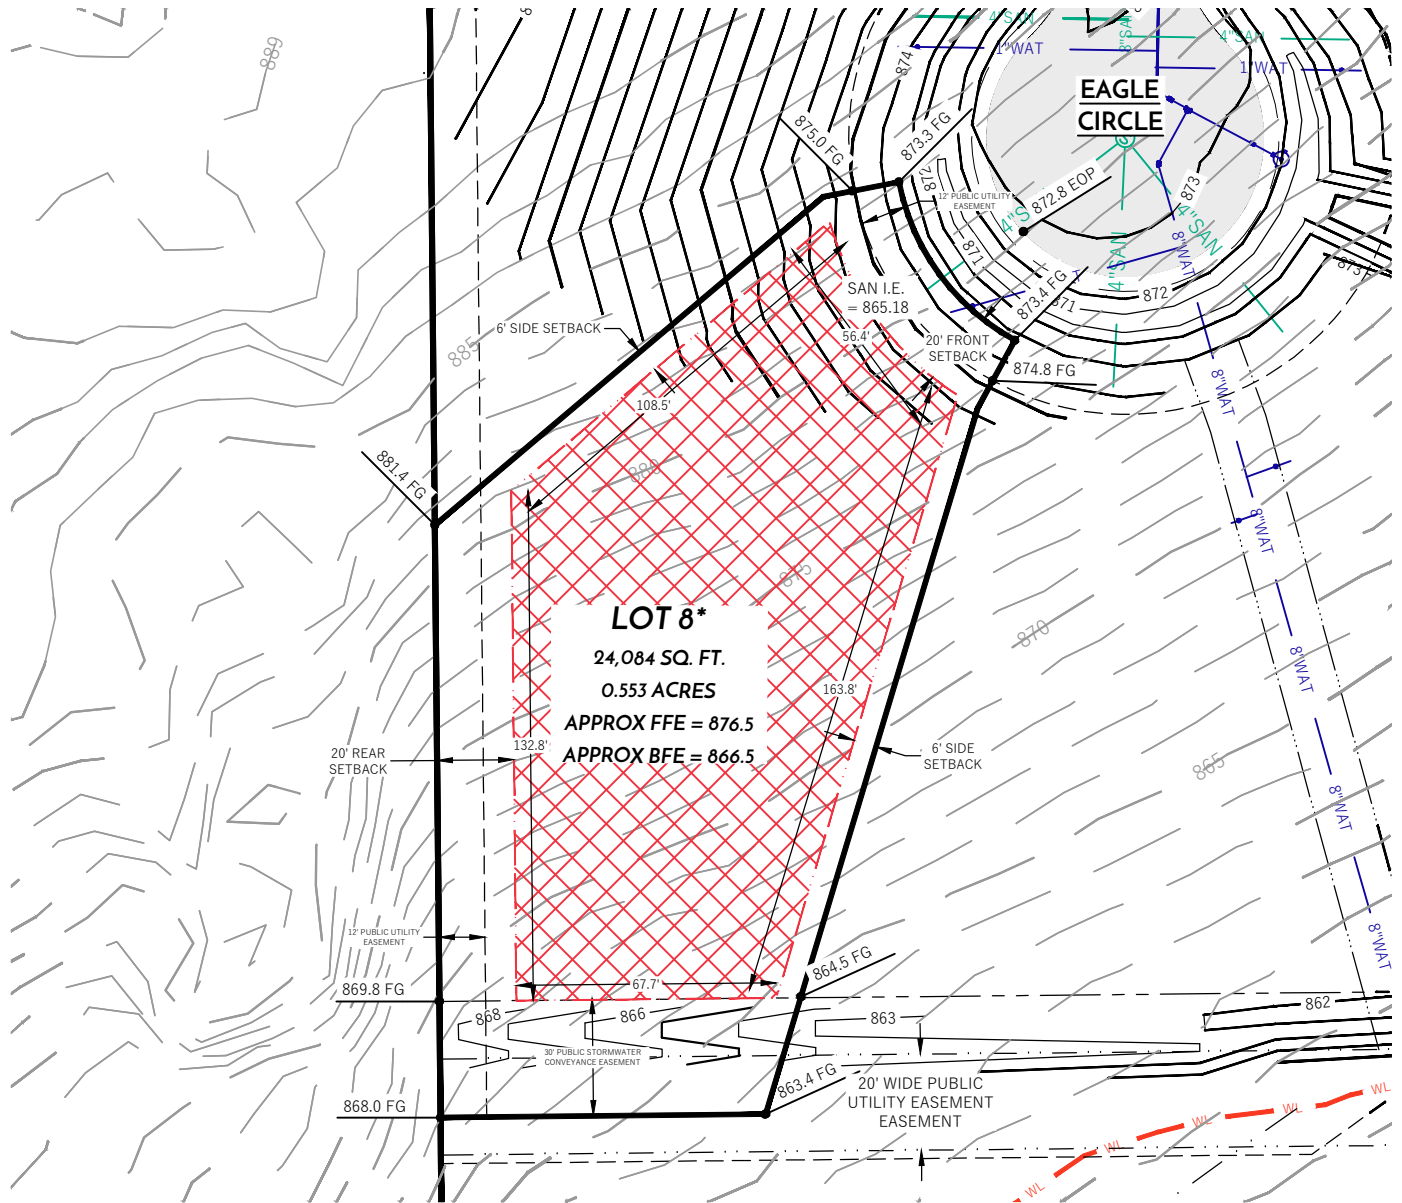 889
874
4"SAN
8"SAN
4"SAN
1"WAT
1"WAT
EAGLE
CIRCLE
875.0 FG
873.3 FG
872
12' PUBLIC UTILITY
EASEMENT
872.8 EOP
873
4"S
4"SAN
4"SAN
8"WAT
871
873
SAN I.E.
= 865.18
873.4 FG
871
872
6' SIDE SETBACK
885
56.4'
20' FRONT
SETBACK
874.8 FG
8"WAT
108.5'
881.4 FG
880
8"WAT
875
LOT 8*
24,084 SQ. FT.
0.553 ACRES
APPROX FFE = 876.5
APPROX BFE = 866.5
870
8"WAT
163.8'
132.8'
20' REAR
SETBACK
6' SIDE
SETBACK
865
8"WAT
12' PUBLIC UTILITY
EASEMENT
8"WAT
864.5 FG
869.8 FG
67.7'
868
866
863
862
30' PUBLIC STORMWATER
CONVEYANCE EASEMENT
863.4 FG
20' WIDE PUBLIC
UTILITY EASEMENT
EASEMENT
868.0 FG
WL
WL
WL
WL
WL